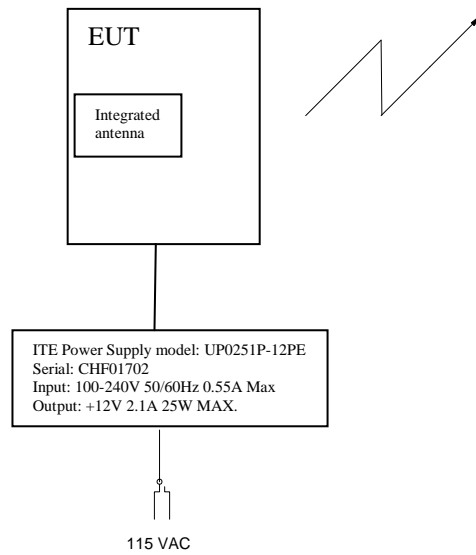 EUT
Integrated
antenna
ITE Power Supply model: UP0251P-12PE
Serial: CHF01702
Input: 100-240V 50/60Hz 0.55A Max
Output: +12V 2.1A 25W MAX.
115 VAC